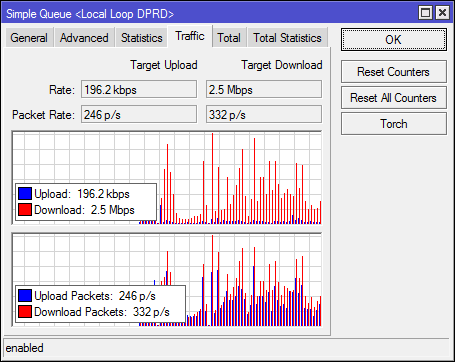 Simple Queue <Local Loop DPRD>
General Advanced Statistics Traffic Total Total Statistics
Target Upload Target Download
Rate: 196.2 kbps 2.5 Mbps
Packet Rate: 246 p/s 332 p/s
Upload: 196.2 kbps
Download: 2.5 Mbps
Upload Packets: 246 p/s
Download Packets: 332 p/s
OK
Reset Counters
Reset All Counters
Torch
enabled